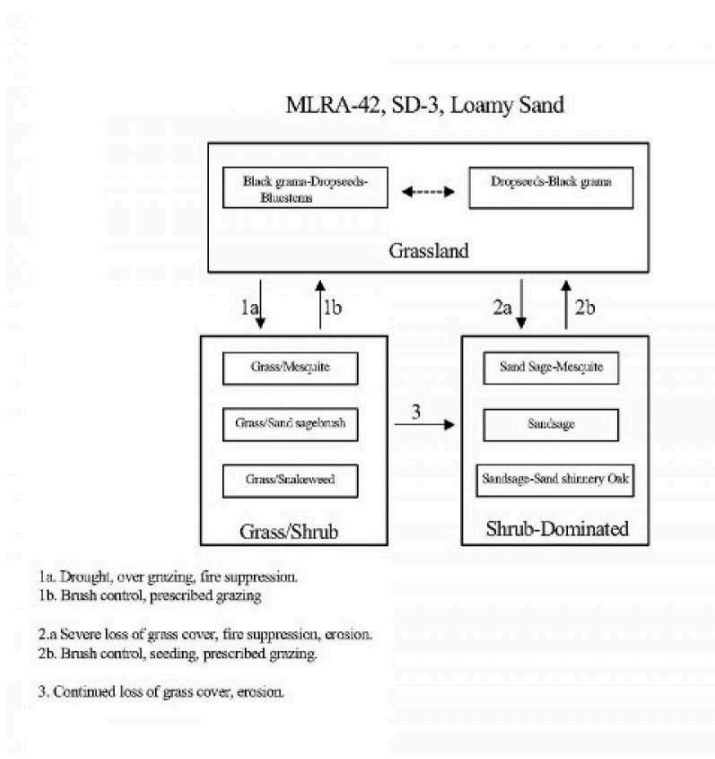 MLRA-42, SD-3, Loamy Sand
Black grama-Dropseeds-
Bluestems
Dropseeds-Black grama
Grassland
1a
1b
2a
2b
Grass/Mesquite
Grass/Sand sagebrush
Grass/Snakeweed
Grass/Shrub
3
Sand Sage-Mesquite
Sandsage
Sandsage-Sand shinnery Oak
Shrub-Dominated
1a. Drought, over grazing, fire suppression.
1b. Brush control, prescribed grazing
2.a Severe loss of grass cover, fire suppression, erosion.
2b. Brush control, seeding, prescribed grazing.
3. Continued loss of grass cover, erosion.